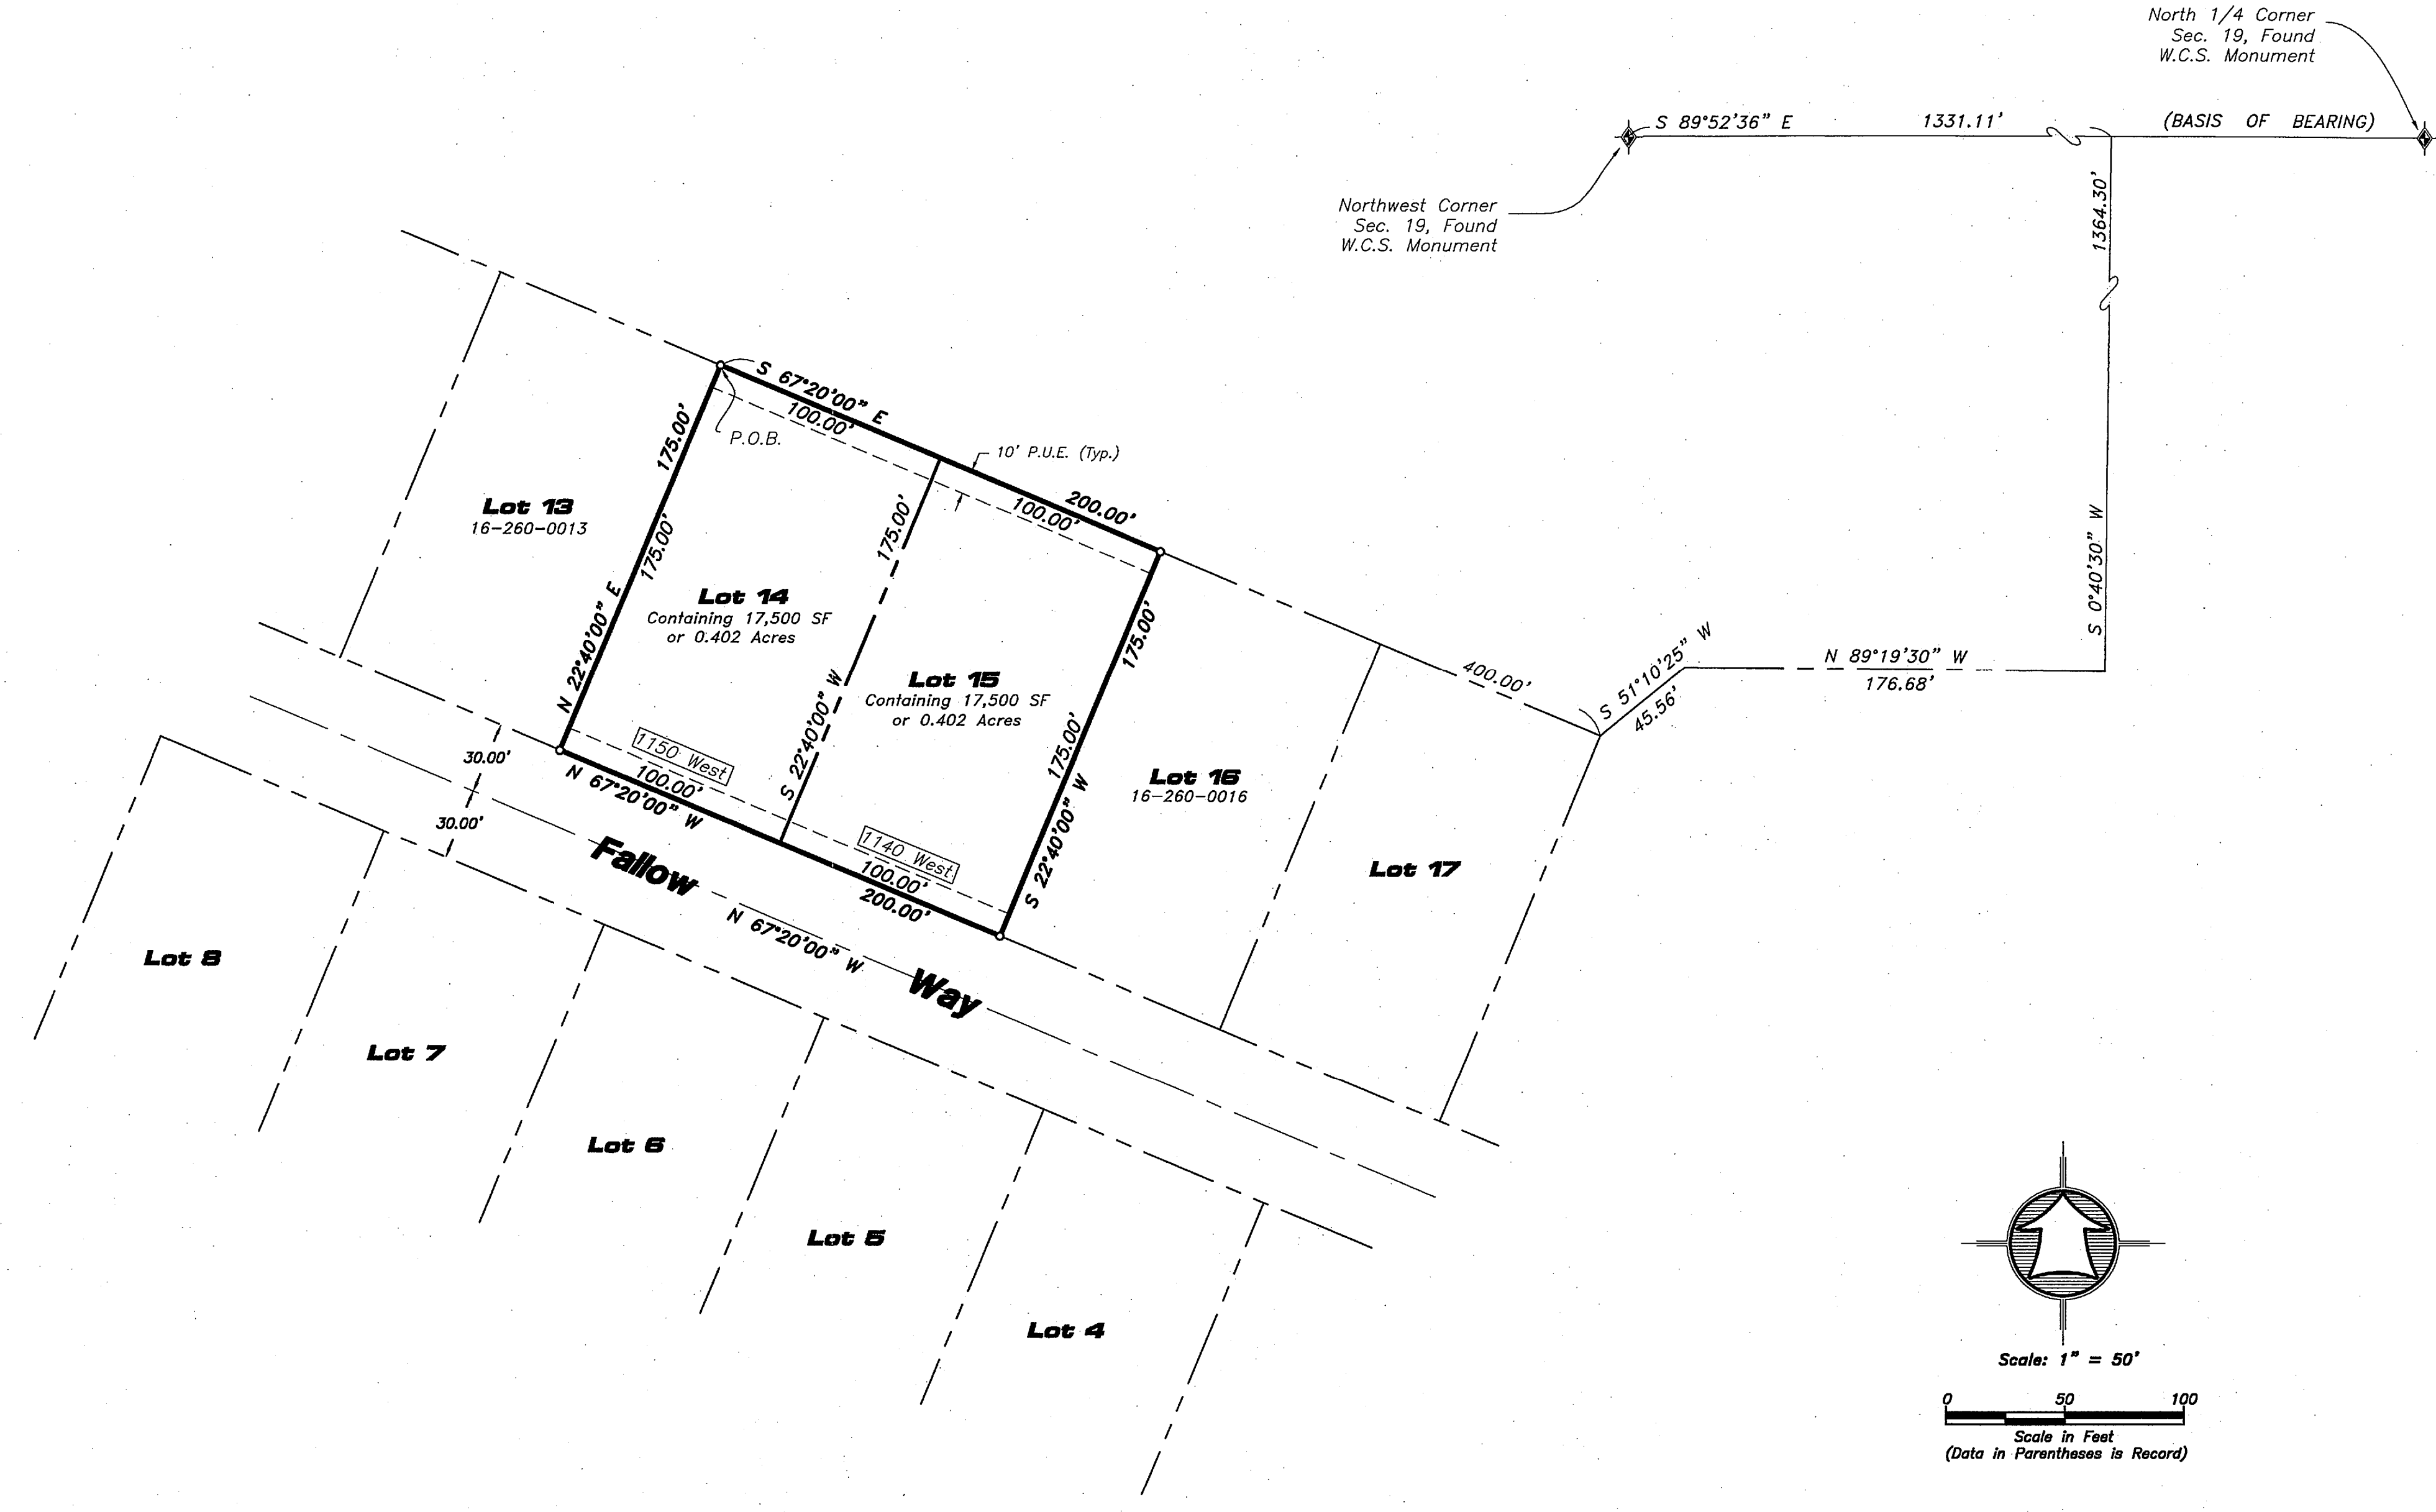 North 1/4 Corner
Sec. 19, Found
W.C.S. Monument
S 89°52'36" E
1331.11'
(BASIS OF BEARING)
Northwest Corner
Sec. 19, Found
W.C.S. Monument
1364.30'
S 0°40'30" W
N 89°19'30" W
176.68'
S 51°10'25" W
45.56'
400.00'
S 67°20'00" E
100.00'
P.O.B.
10' P.U.E. (Typ.)
200.00'
100.00'
175.00'
175.00'
N 22°40'00" E
175.00'
S 22°40'00" W
175.00'
175.00'
S 22°40'00" W
Lot 13
16-260-0013
Lot 14
Containing 17,500 SF
or 0.402 Acres
Lot 15
Containing 17,500 SF
or 0.402 Acres
Lot 16
16-260-0016
Lot 17
1150 West
100.00'
N 67°20'00" W
1140 West
100.00'
200.00'
30.00'
30.00'
Fallow Way
N 67°20'00" W
Lot 8
Lot 7
Lot 6
Lot 5
Lot 4
Scale: 1" = 50'
0 50 100
Scale in Feet
(Data in Parentheses is Record)